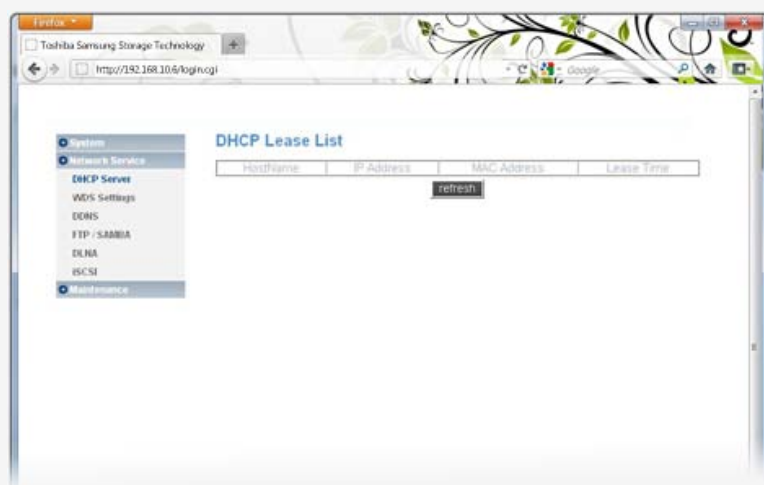 Firefox
Toshiba Samsung Storage Technology
http://192.168.10.6/login.cgi
Google
System
Network Service
DHCP Server
WDS Settings
DDNS
FTP / SAMBA
DLNA
iSCSI
Maintenance
DHCP Lease List
HostName IP Address MAC Address Lease Time
refresh